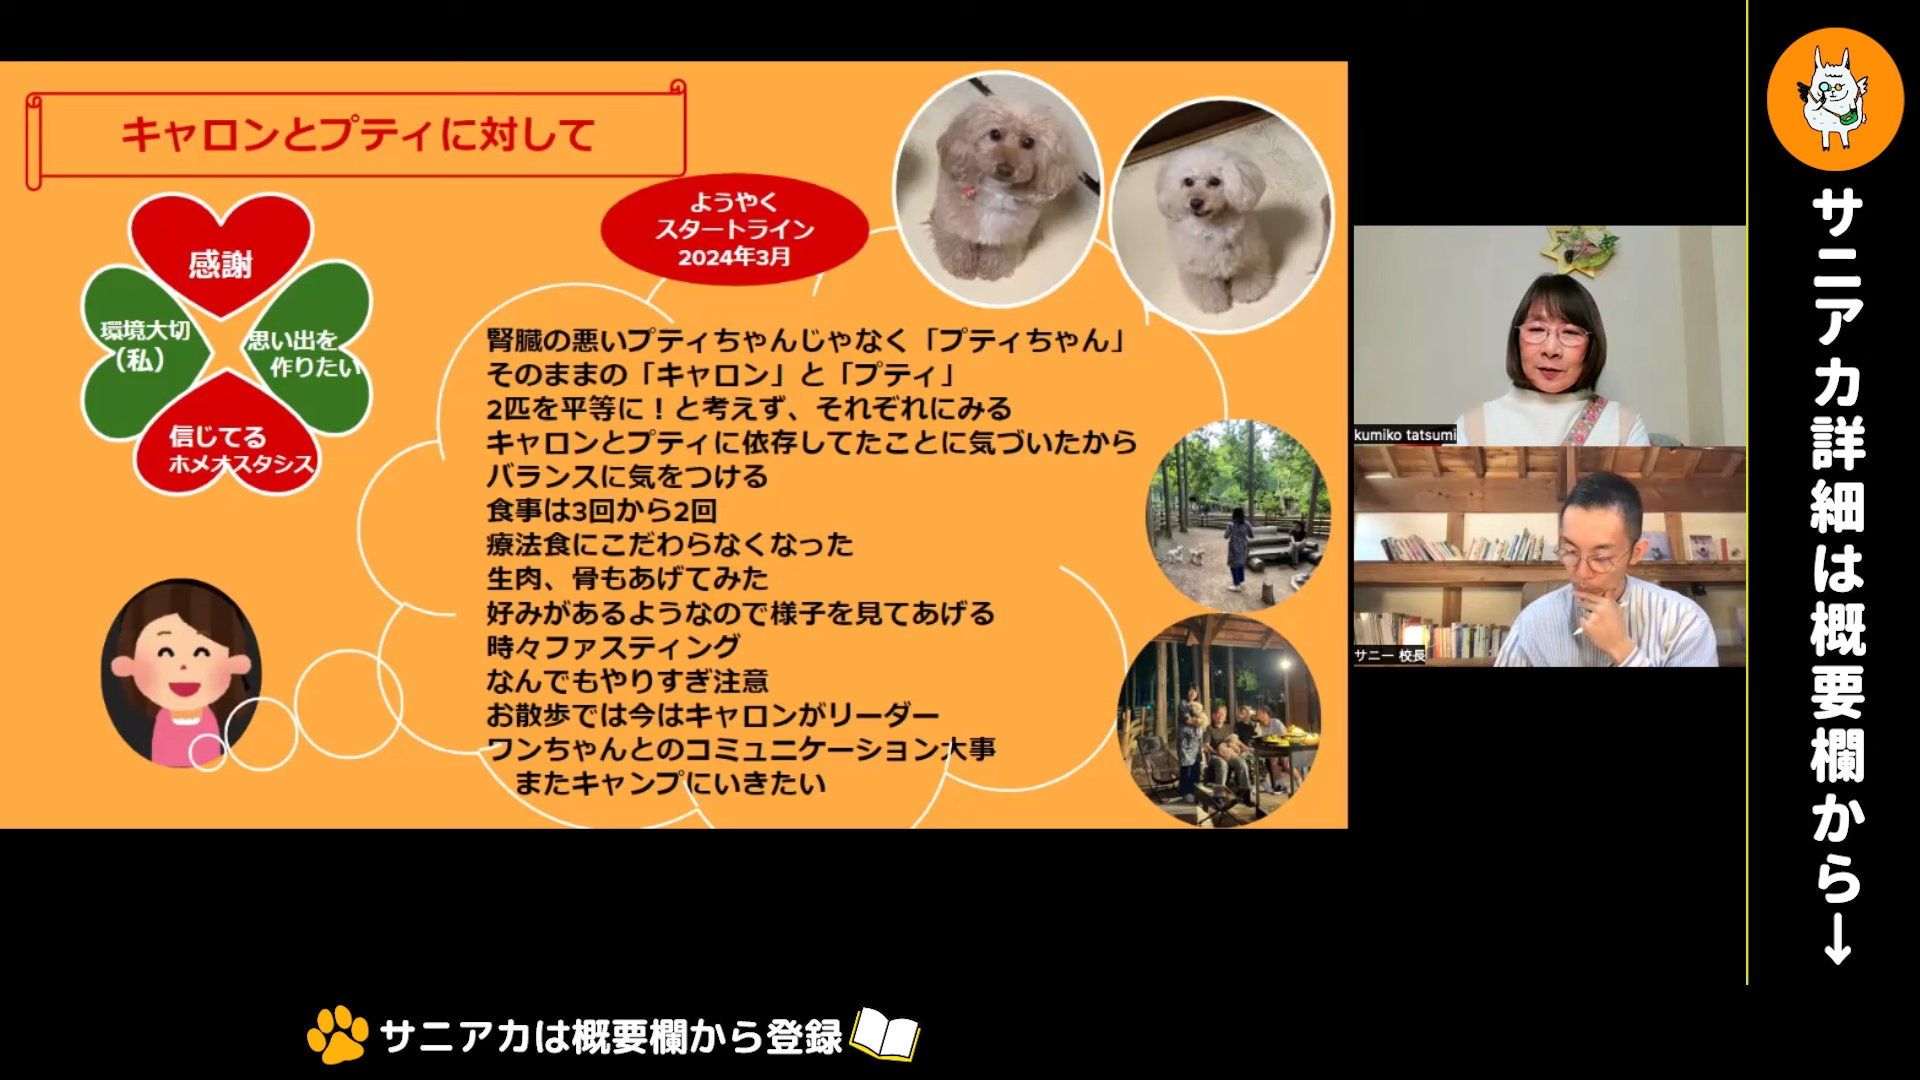 キャロンとプティに対して
ようやく
スタートライン
2024年3月
感謝
環境大切
（私）
思い出を
作りたい
信じてる
ホメオスタシス
腎臓の悪いプティちゃんじゃなく「プティちゃん」
そのままの「キャロン」と「プティ」
2匹を平等に！と考えず、それぞれにみる
キャロンとプティに依存してたことに気づいたから
バランスに気をつける
食事は3回から2回
療法食にこだわらなくなった
生肉、骨もあげてみた
好みがあるようなので様子を見てあげる
時々ファスティング
なんでもやりすぎ注意
お散歩では今はキャロンがリーダー
ワンちゃんとのコミュニケーション大事
またキャンプにいきたい
kumiko tatsumi
サニー 校長
サニアカ詳細は概要欄から↓
サニアカは概要欄から登録